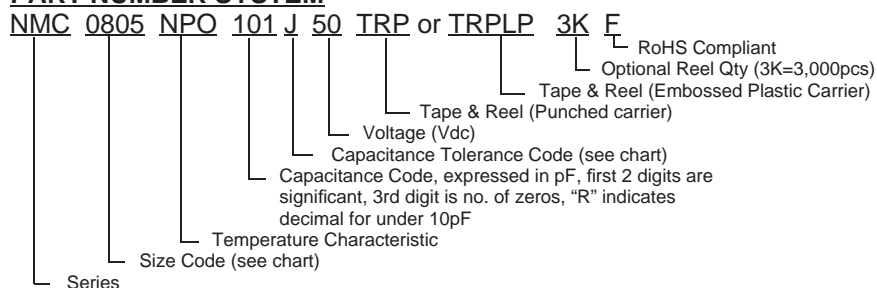 PART NUMBER SYSTEM
NMC 0805 NPO 101 J 50 TRP or TRPLP 3K F
RoHS Compliant
Optional Reel Qty (3K=3,000pcs)
Tape & Reel (Embossed Plastic Carrier)
Tape & Reel (Punched carrier)
Voltage (Vdc)
Capacitance Tolerance Code (see chart)
Capacitance Code, expressed in pF, first 2 digits are
significant, 3rd digit is no. of zeros, “R” indicates
decimal for under 10pF
Temperature Characteristic
Size Code (see chart)
Series